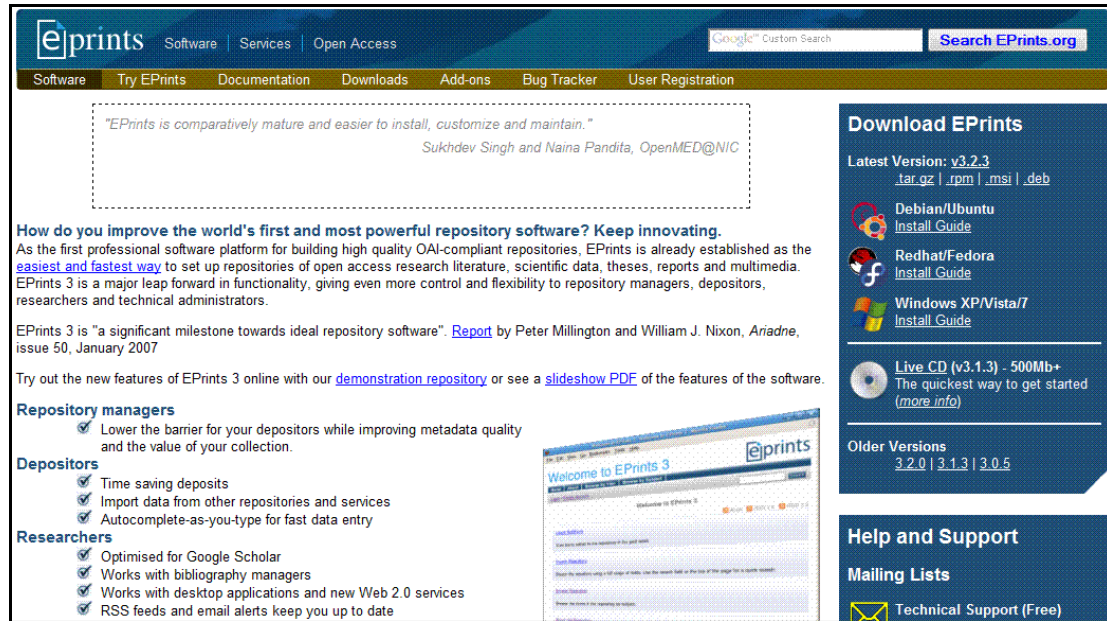 eprints Software | Services | Open Access
Google™ Custom Search
Search EPrints.org
Software Try EPrints Documentation Downloads Add-ons Bug Tracker User Registration
"EPrints is comparatively mature and easier to install, customize and maintain."
Sukhdev Singh and Naina Pandita, OpenMED@NIC
How do you improve the world's first and most powerful repository software? Keep innovating.
As the first professional software platform for building high quality OAI-compliant repositories, EPrints is already established as the
easiest and fastest way to set up repositories of open access research literature, scientific data, theses, reports and multimedia.
EPrints 3 is a major leap forward in functionality, giving even more control and flexibility to repository managers, depositors,
researchers and technical administrators.
EPrints 3 is "a significant milestone towards ideal repository software". Report by Peter Millington and William J. Nixon, Ariadne,
issue 50, January 2007
Try out the new features of EPrints 3 online with our demonstration repository or see a slideshow PDF of the features of the software.
Repository managers
Lower the barrier for your depositors while improving metadata quality
and the value of your collection.
Depositors
Time saving deposits
Import data from other repositories and services
Autocomplete-as-you-type for fast data entry
Researchers
Optimised for Google Scholar
Works with bibliography managers
Works with desktop applications and new Web 2.0 services
RSS feeds and email alerts keep you up to date
eprints
Welcome to EPrints 3
Welcome to EPrints 3
Download EPrints
Latest Version: v3.2.3
.tar.gz | .rpm | .msi | .deb
Debian/Ubuntu
Install Guide
Redhat/Fedora
Install Guide
Windows XP/Vista/7
Install Guide
Live CD (v3.1.3) - 500Mb+
The quickest way to get started
(more info)
Older Versions
3.2.0 | 3.1.3 | 3.0.5
Help and Support
Mailing Lists
Technical Support (Free)